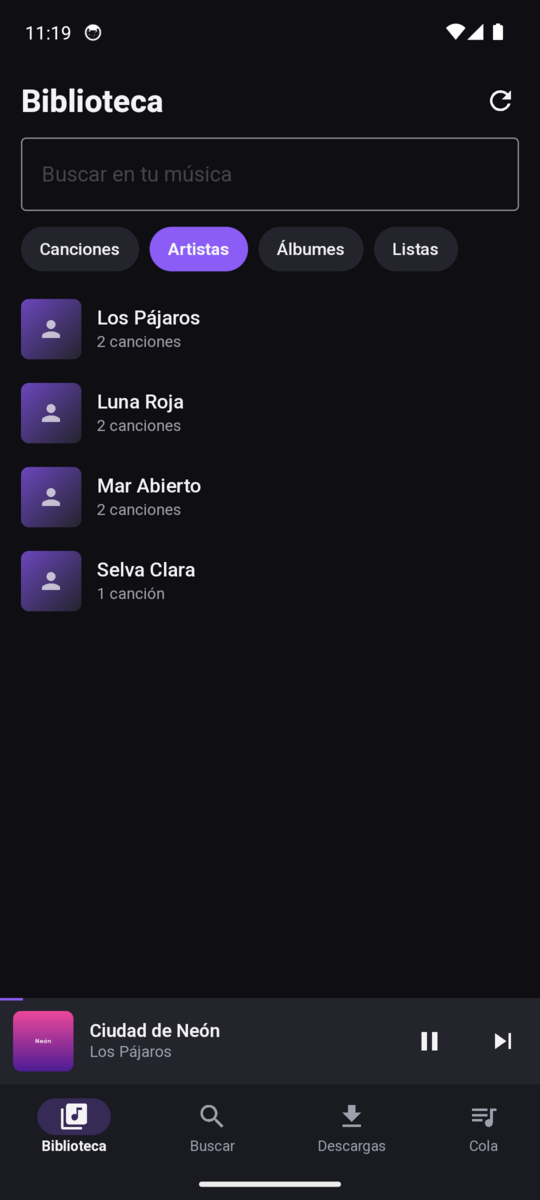 11:19
Biblioteca
Buscar en tu música
Canciones
Artistas
Álbumes
Listas
Los Pájaros
2 canciones
Luna Roja
2 canciones
Mar Abierto
2 canciones
Selva Clara
1 canción
Neón
Ciudad de Neón
Los Pájaros
Biblioteca
Buscar
Descargas
Cola